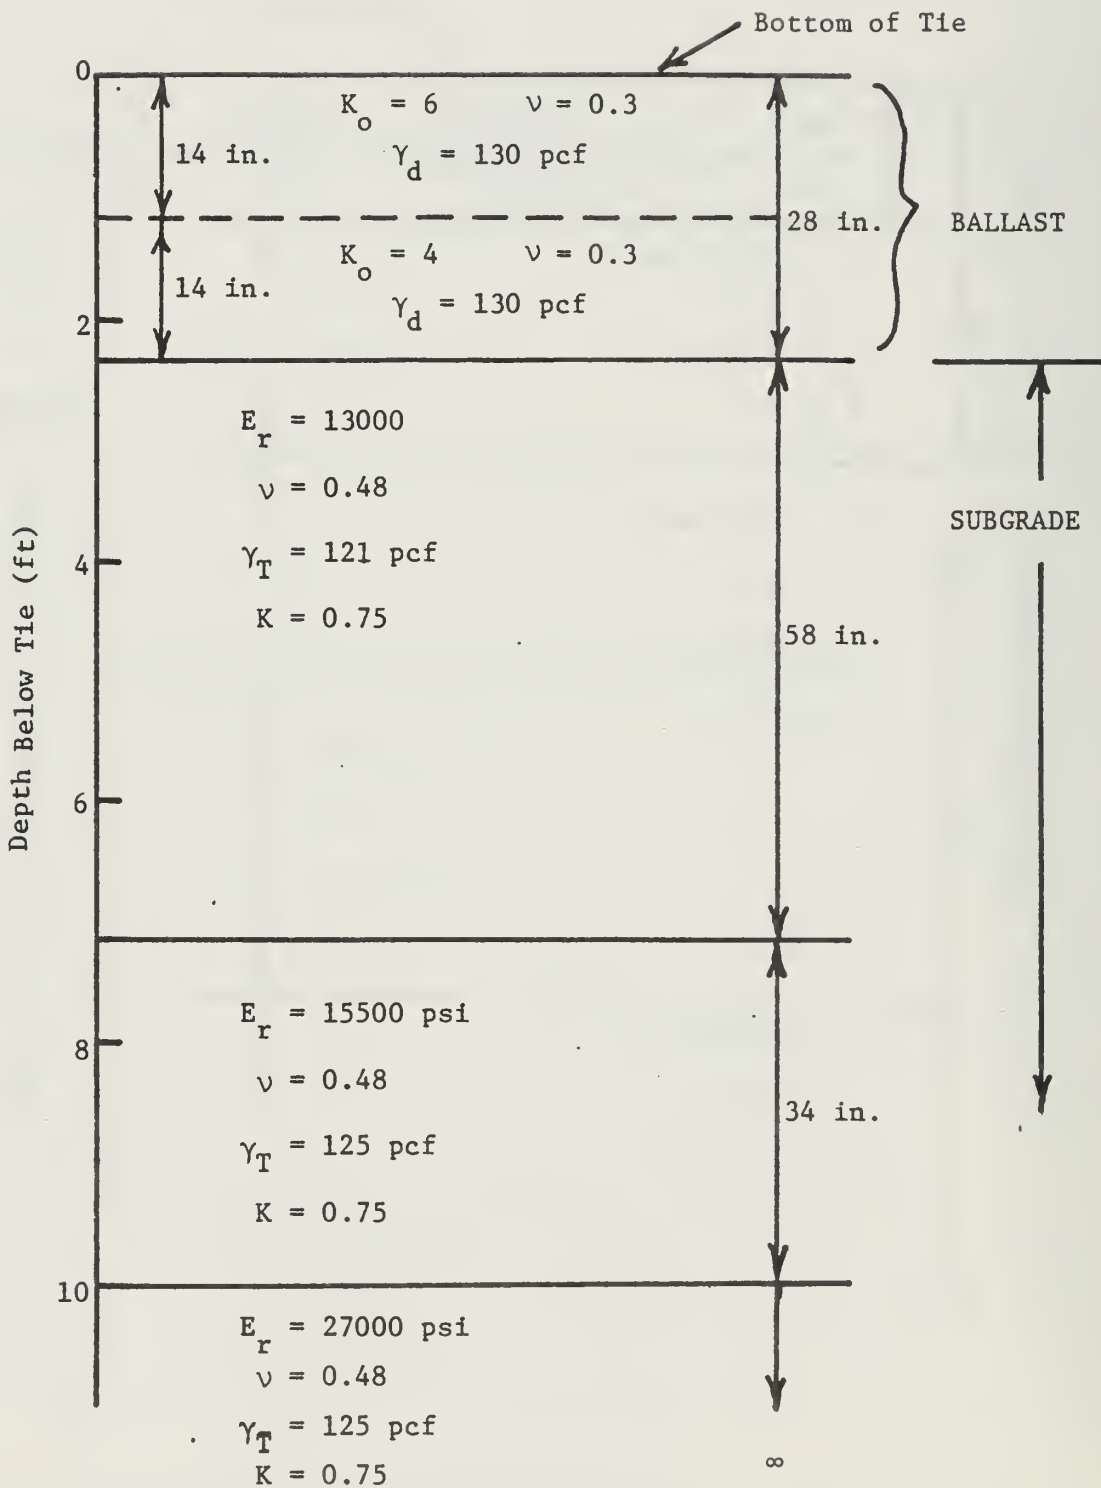 Bottom of Tie
0
K_o = 6 ν = 0.3
14 in.
γ_d = 130 pcf
28 in.
BALLAST
K_o = 4 ν = 0.3
14 in.
γ_d = 130 pcf
2
E_r = 13000
ν = 0.48
SUBGRADE
γ_T = 121 pcf
4
K = 0.75
58 in.
Depth Below Tie (ft)
6
E_r = 15500 psi
8
ν = 0.48
34 in.
γ_T = 125 pcf
K = 0.75
10
E_r = 27000 psi
ν = 0.48
γ_T = 125 pcf
K = 0.75
∞